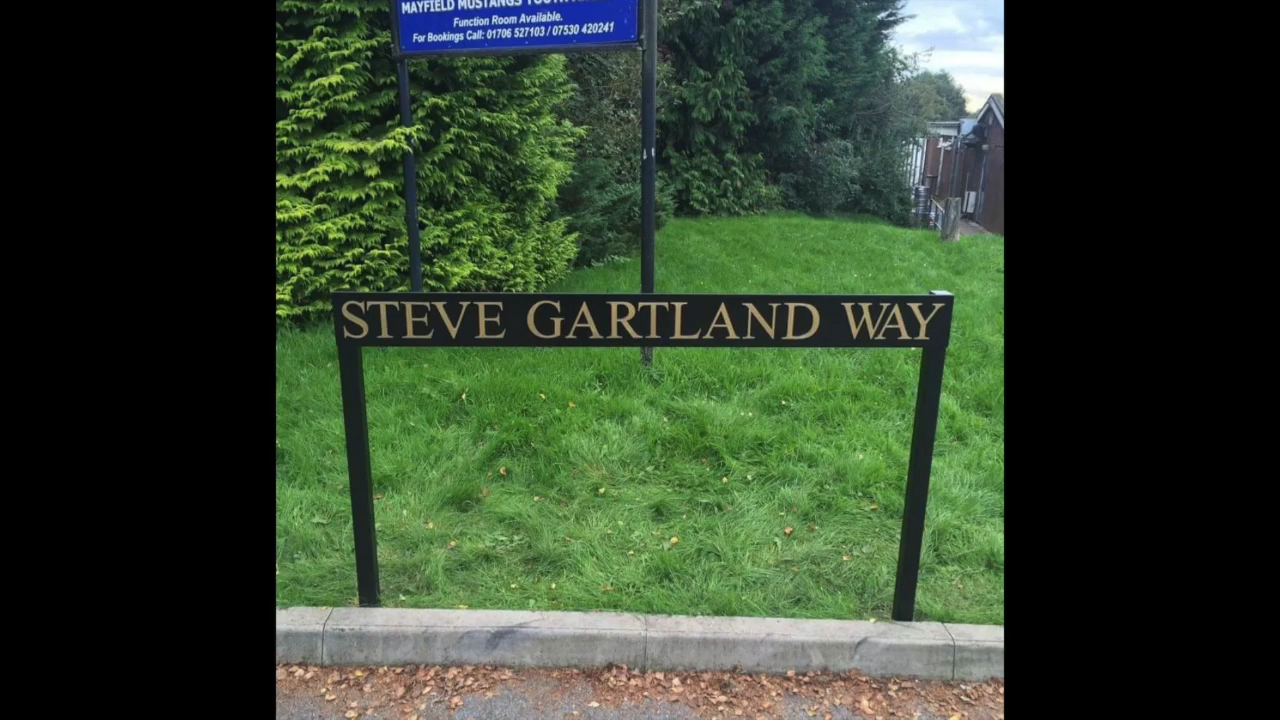 MAYFIELD MUSTANGS
Function Room Available.
For Bookings Call: 01706 527103 / 07530 420241
STEVE GARTLAND WAY